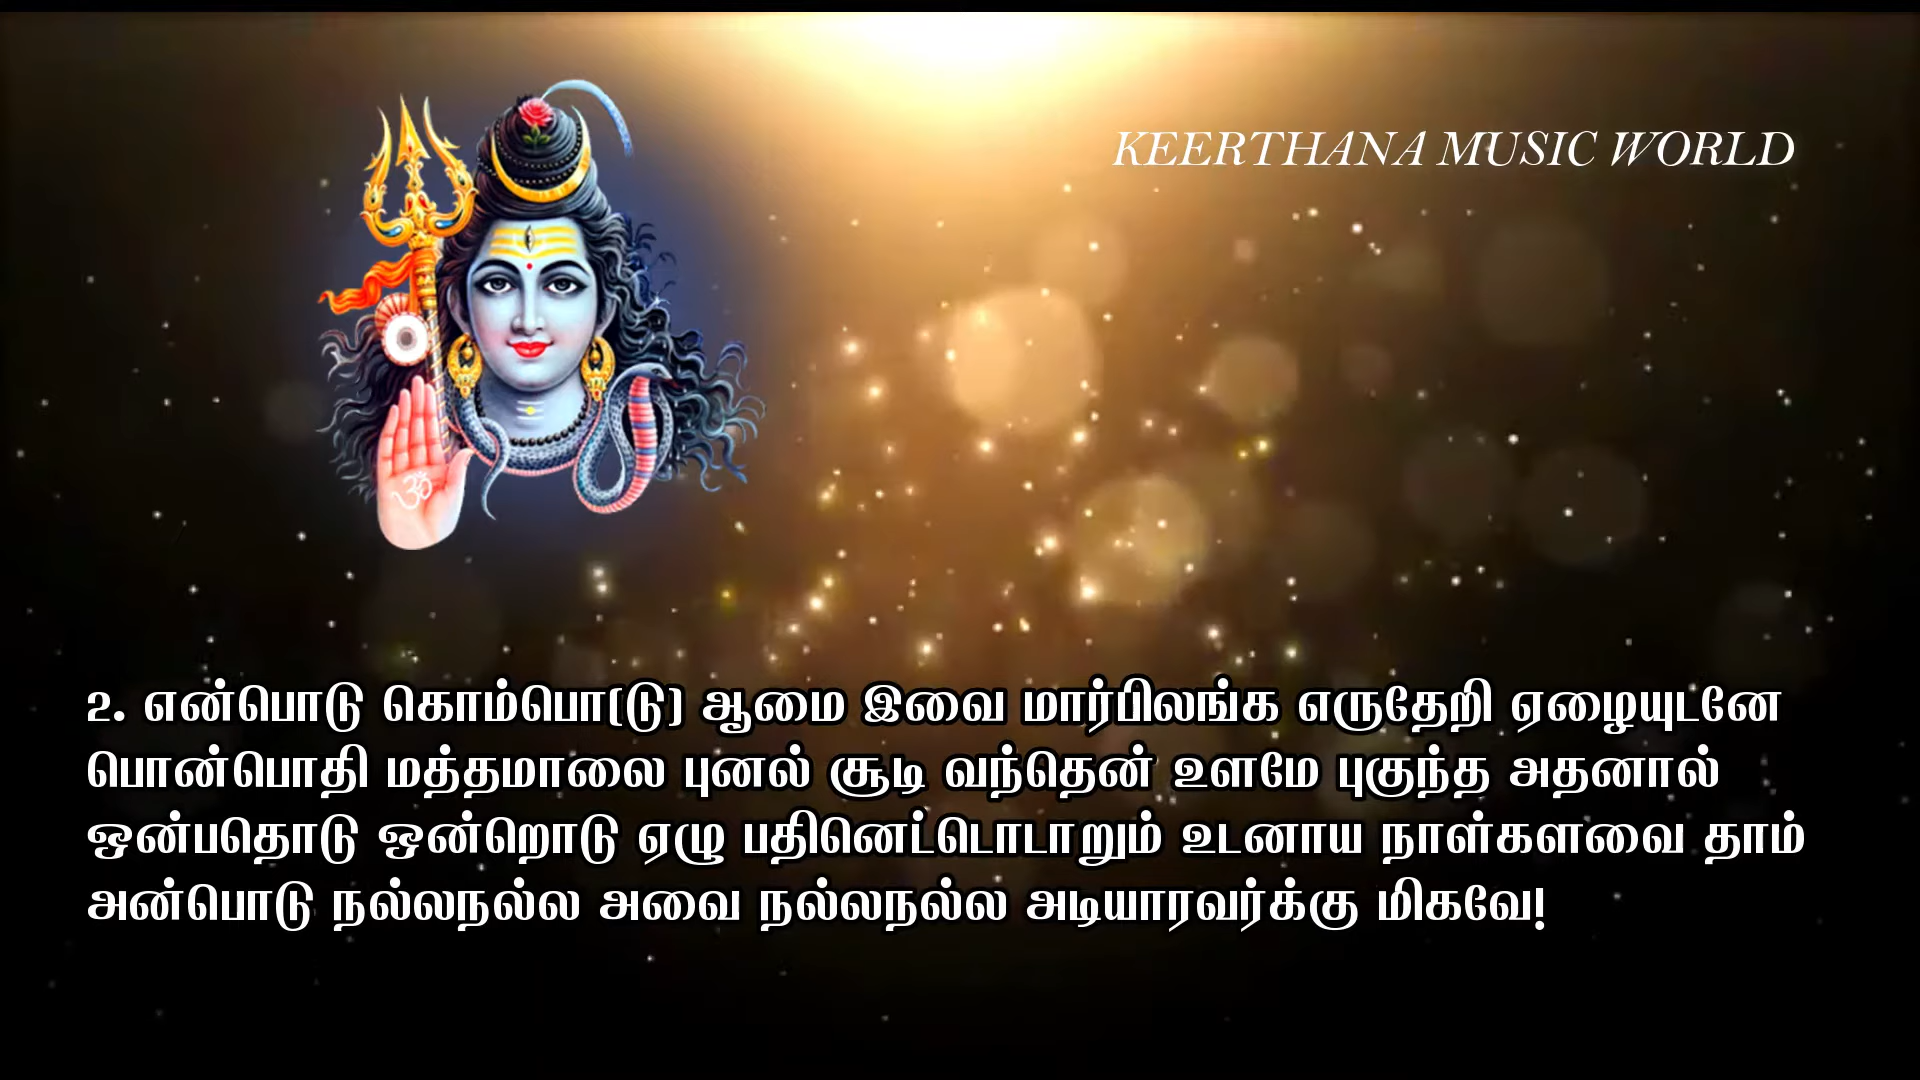 KEERTHANA MUSIC WORLD
ௐ
2. என்பொடு கொம்பொ(டு) ஆமை இவை மார்பிலங்க எருதேறி ஏழையுடனே
பொன்பொதி மத்தமாலை புனல் சூடி வந்தென் உளமே புகுந்த அதனால்
ஒன்பதொடு ஒன்றொடு ஏழு பதினெட்டொடாறும் உடனாய நாள்களவை தாம்
அன்பொடு நல்லநல்ல அவை நல்லநல்ல அடியாரவர்க்கு மிகவே!